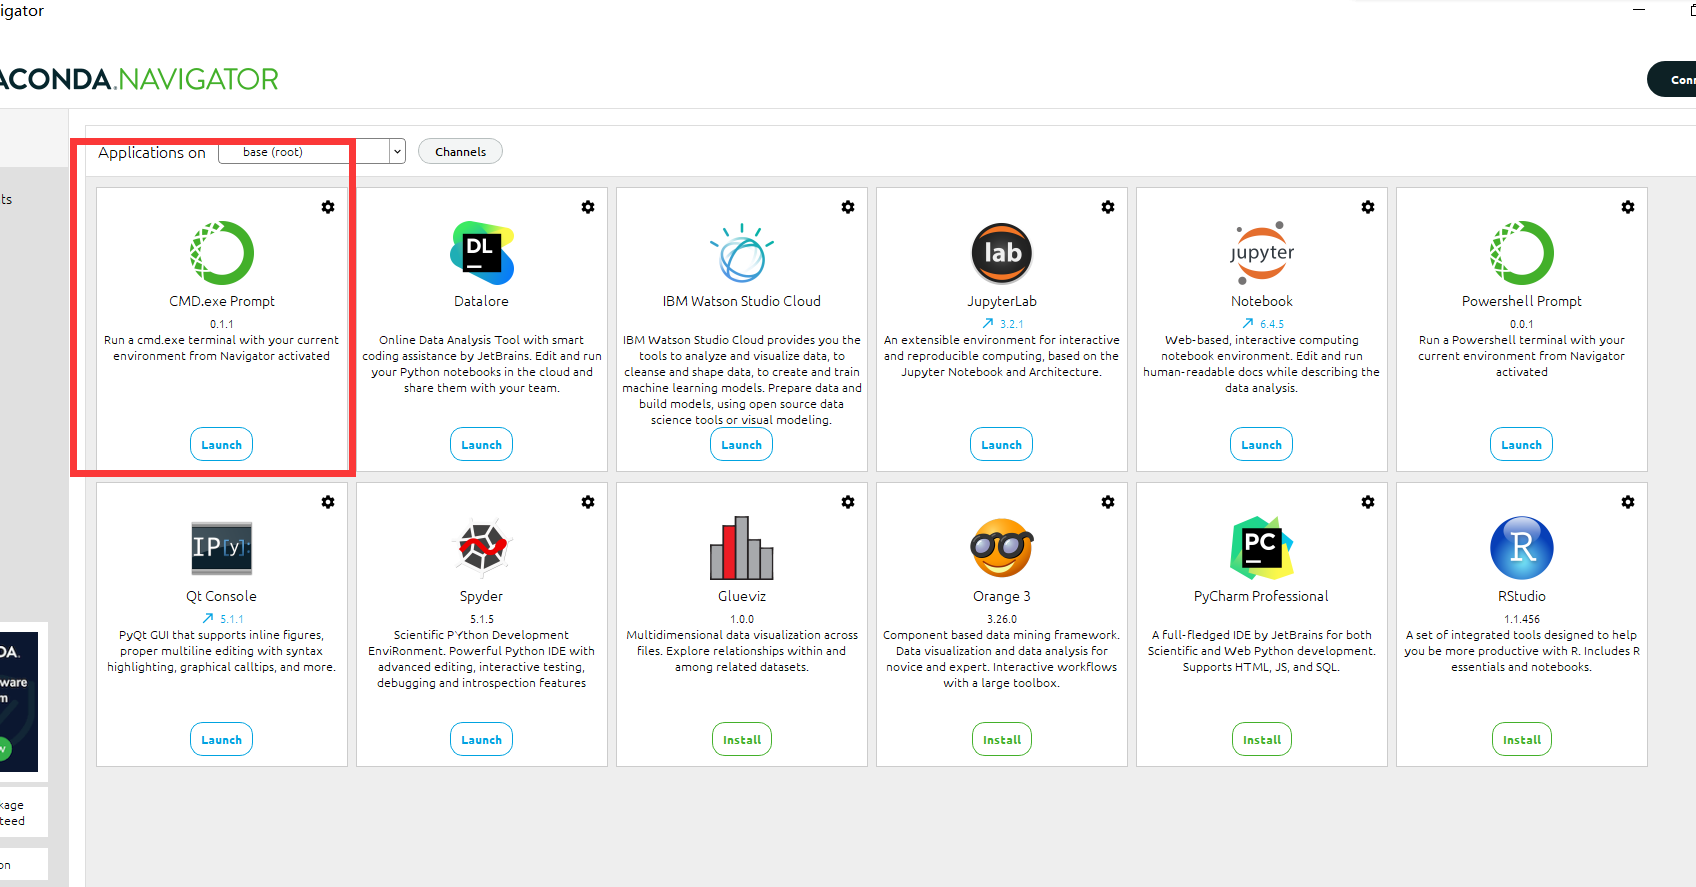 igator
ACONDA.NAVIGATOR
Conn
Applications on
base (root)
Channels
ts
CMD.exe Prompt
0.1.1
Run a cmd.exe terminal with your current
environment from Navigator activated
Launch
DL
Datalore
Online Data Analysis Tool with smart
coding assistance by JetBrains. Edit and run
your Python notebooks in the cloud and
share them with your team.
Launch
IBM Watson Studio Cloud
IBM Watson Studio Cloud provides you the
tools to analyze and visualize data, to
cleanse and shape data, to create and train
machine learning models. Prepare data and
build models, using open source data
science tools or visual modeling.
Launch
lab
JupyterLab
3.2.1
An extensible environment for interactive
and reproducible computing, based on the
Jupyter Notebook and Architecture.
Launch
jupyter
Notebook
6.4.5
Web-based, interactive computing
notebook environment. Edit and run
human-readable docs while describing the
data analysis.
Launch
Powershell Prompt
0.0.1
Run a Powershell terminal with your
current environment from Navigator
activated
Launch
IP[y]:
Qt Console
5.1.1
PyQt GUI that supports inline figures,
proper multiline editing with syntax
highlighting, graphical calltips, and more.
Launch
Spyder
5.1.5
Scientific PYthon Development
EnviRonment. Powerful Python IDE with
advanced editing, interactive testing,
debugging and introspection features
Launch
Glueviz
1.0.0
Multidimensional data visualization across
files. Explore relationships within and
among related datasets.
Install
Orange 3
3.26.0
Component based data mining framework.
Data visualization and data analysis for
novice and expert. Interactive workflows
with a large toolbox.
Install
PC
PyCharm Professional
A full-fledged IDE by JetBrains for both
Scientific and Web Python development.
Supports HTML, JS, and SQL.
Install
R
RStudio
1.1.456
A set of integrated tools designed to help
you be more productive with R. Includes R
essentials and notebooks.
Install
DA.
ware
m
w
kage
teed
on